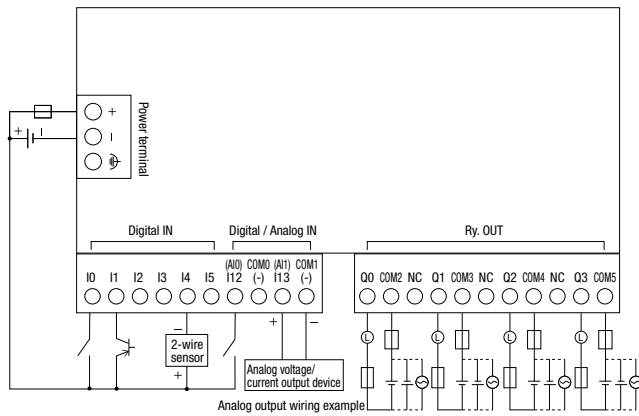 +
−
Power terminal
+ −
Digital IN
Digital / Analog IN
Ry. OUT
(AI0) COM0 (AI1) COM1
I0 I1 I2 I3 I4 I5 I12 (-) I13 (-)
Q0 COM2 NC Q1 COM3 NC Q2 COM4 NC Q3 COM5
L L L L
−
2-wire
sensor
+
+ −
Analog voltage/
current output device
Analog output wiring example